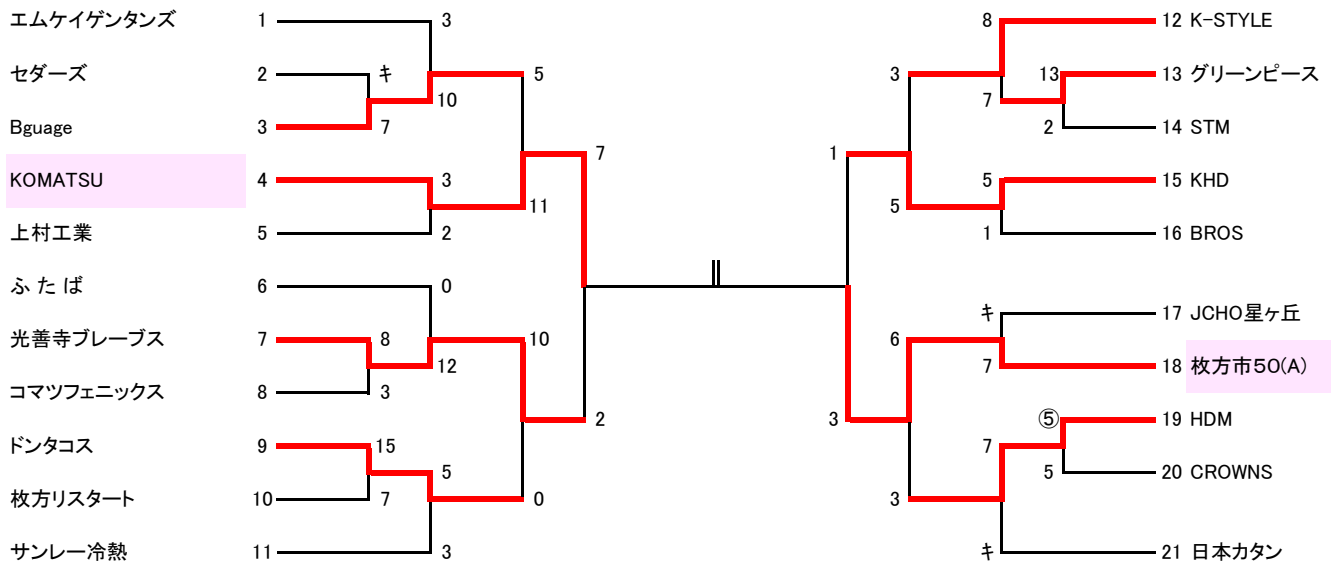 エムケイゲンタンズ 1 3 8 12 K-STYLE
セダーズ 2 キ 5 3 13 13 グリーンピース
10 7
Bguage 3 7 2 14 STM
7 1
KOMATSU 4 3 5 15 KHD
11 5
上村工業 5 2 1 16 BROS
ふ た ば 6 0
キ 17 JCHO星ヶ丘
光善寺ブレーブス 7 8 10 6
12 7 18 枚方市50(A)
コマツフェニックス 8 3
2 3 ⑤ 19 HDM
ドンタコス 9 15 7
5 5 20 CROWNS
枚方リスタート 10 7 0 3
サンレー冷熱 11 3 キ 21 日本カタン